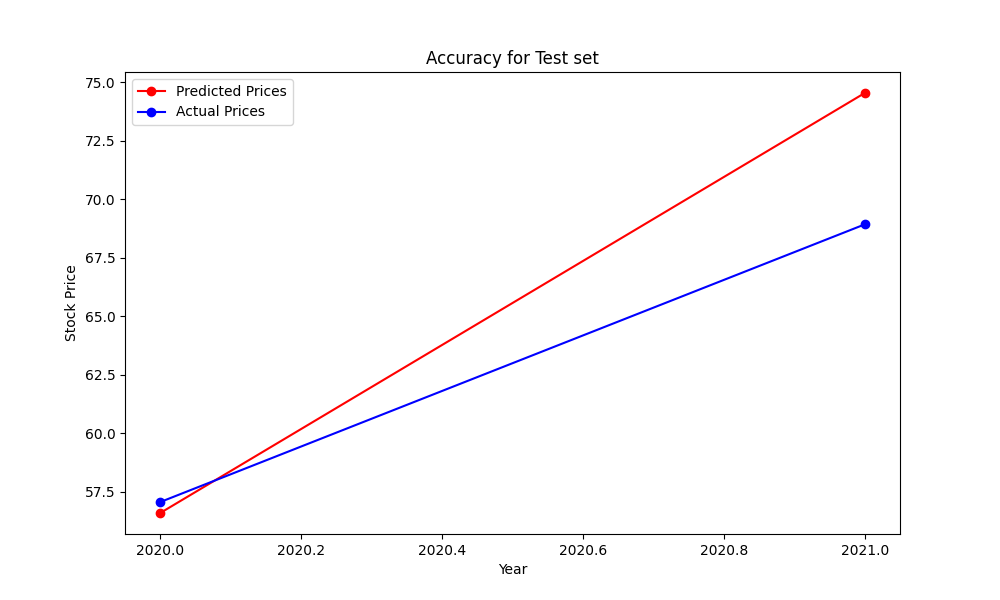 Accuracy for Test set
Predicted Prices
Actual Prices
75.0
72.5
70.0
67.5
65.0
62.5
60.0
57.5
Stock Price
2020.0 2020.2 2020.4 2020.6 2020.8 2021.0
Year